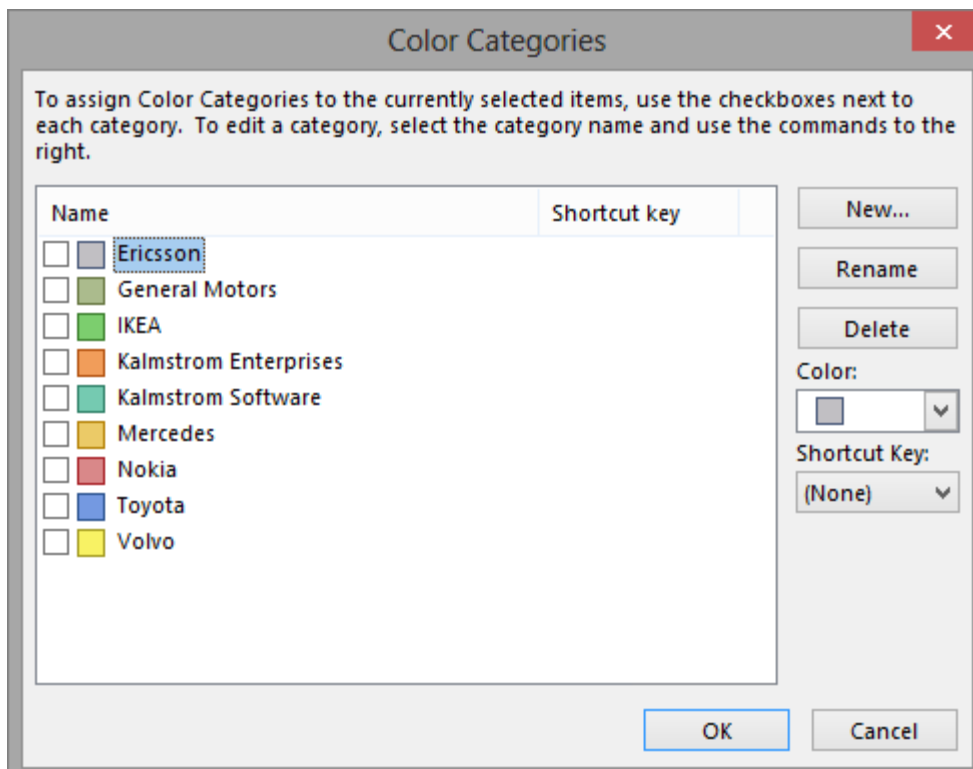 Color Categories
To assign Color Categories to the currently selected items, use the checkboxes next to
each category.  To edit a category, select the category name and use the commands to the
right.
Name
Shortcut key
Ericsson
General Motors
IKEA
Kalmstrom Enterprises
Kalmstrom Software
Mercedes
Nokia
Toyota
Volvo
New...
Rename
Delete
Color:
Shortcut Key:
(None)
OK
Cancel